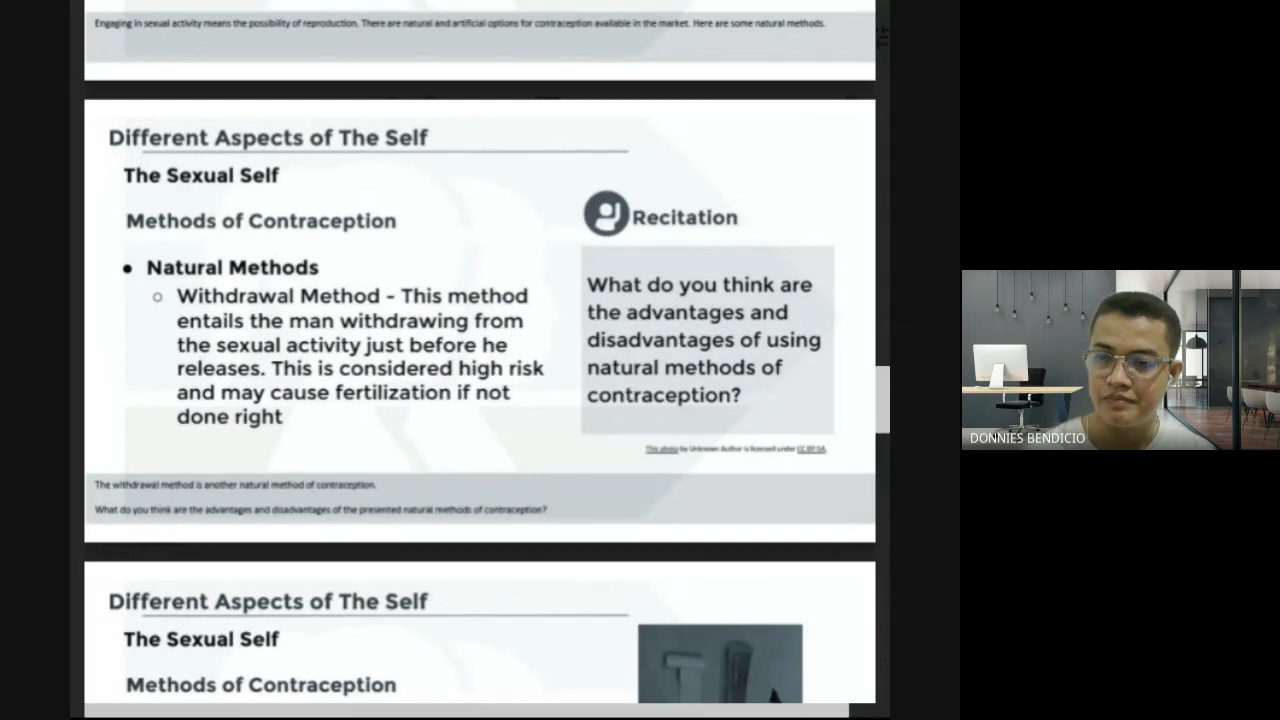 Engaging in sexual activity means the possibility of reproduction. There are natural and artificial options for contraception available in the market. Here are some natural methods.
Different Aspects of The Self
The Sexual Self
Methods of Contraception
Recitation
• Natural Methods
○ Withdrawal Method - This method
entails the man withdrawing from
the sexual activity just before he
releases. This is considered high risk
and may cause fertilization if not
done right
What do you think are
the advantages and
disadvantages of using
natural methods of
contraception?
This photo by Unknown Author is licensed under CC BY-SA.
The withdrawal method is another natural method of contraception.
What do you think are the advantages and disadvantages of the presented natural methods of contraception?
DONNIES BENDICIO
Different Aspects of The Self
The Sexual Self
Methods of Contraception